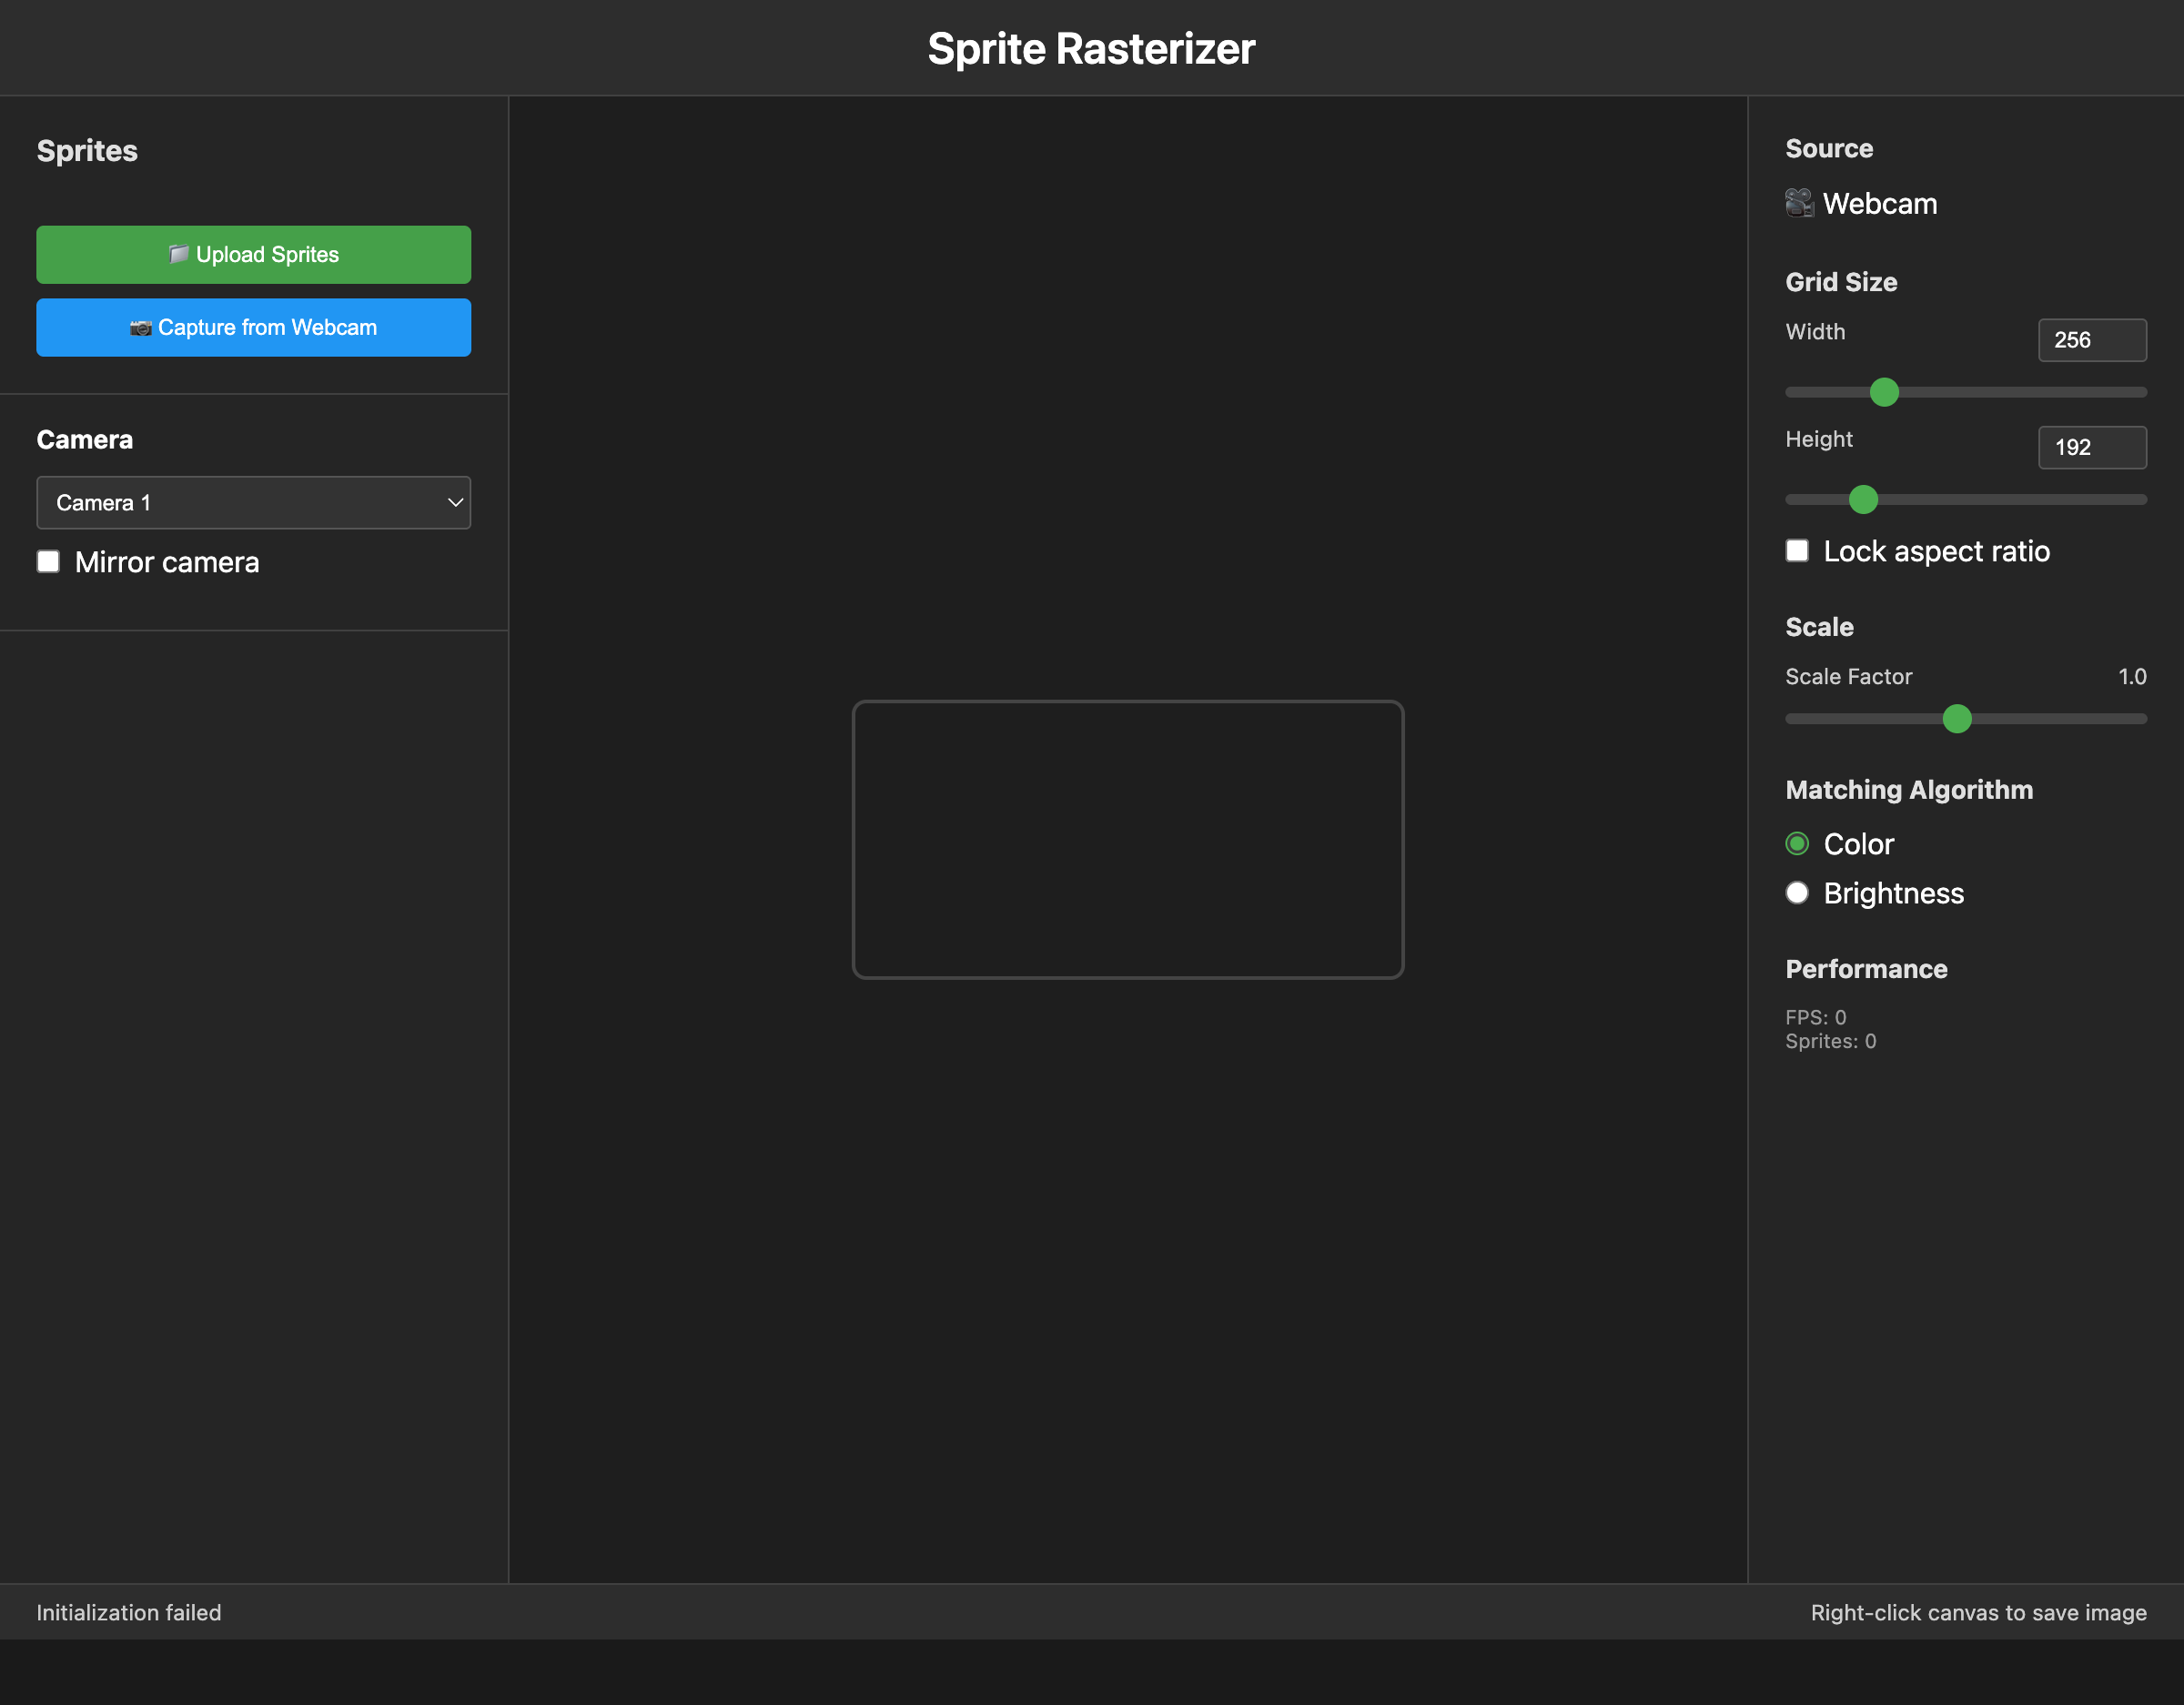 Sprite Rasterizer
Sprites
Upload Sprites
Capture from Webcam
Camera
Camera 1
Mirror camera
Source
Webcam
Grid Size
Width
256
Height
192
Lock aspect ratio
Scale
Scale Factor
1.0
Matching Algorithm
Color
Brightness
Performance
FPS: 0
Sprites: 0
Initialization failed
Right-click canvas to save image